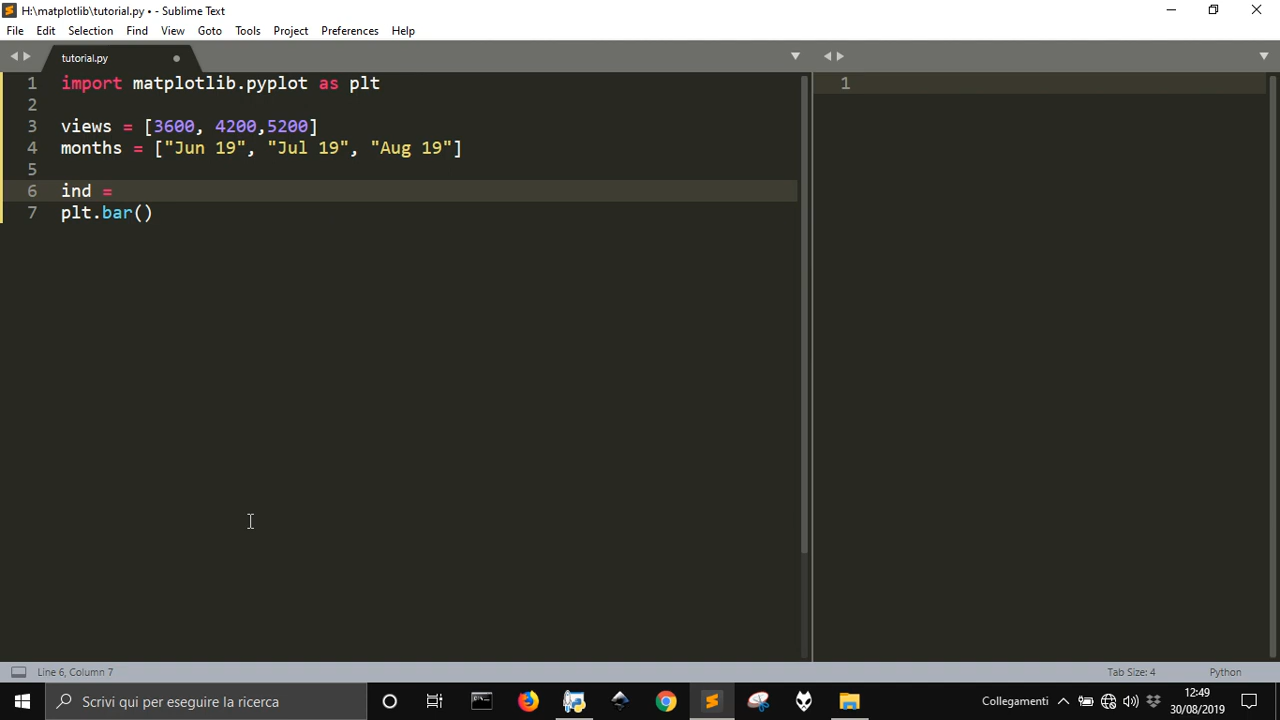 H:\matplotlib\tutorial.py • - Sublime Text
File Edit Selection Find View Goto Tools Project Preferences Help
tutorial.py
1 import matplotlib.pyplot as plt
2
3 views = [3600, 4200,5200]
4 months = ["Jun 19", "Jul 19", "Aug 19"]
5
6 ind =
7 plt.bar()
1
Line 6, Column 7
Tab Size: 4
Python
Scrivi qui per eseguire la ricerca
Collegamenti
12:49
30/08/2019